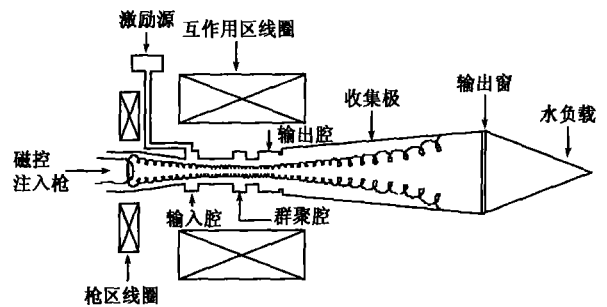 激励源
互作用区线圈
输出窗
收集极
水负载
输出腔
磁控
注入枪
输入腔
群聚腔
枪区线圈